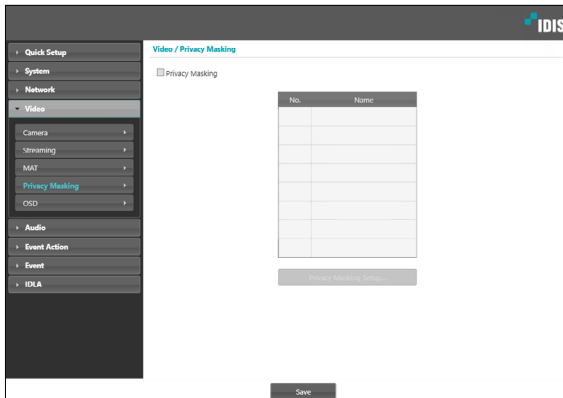 IDIS
Quick Setup
System
Network
Video
Camera
Streaming
MAT
Privacy Masking
OSD
Audio
Event Action
Event
IDLA
Video / Privacy Masking
Privacy Masking
No. Name
Privacy Masking Setup...
Save